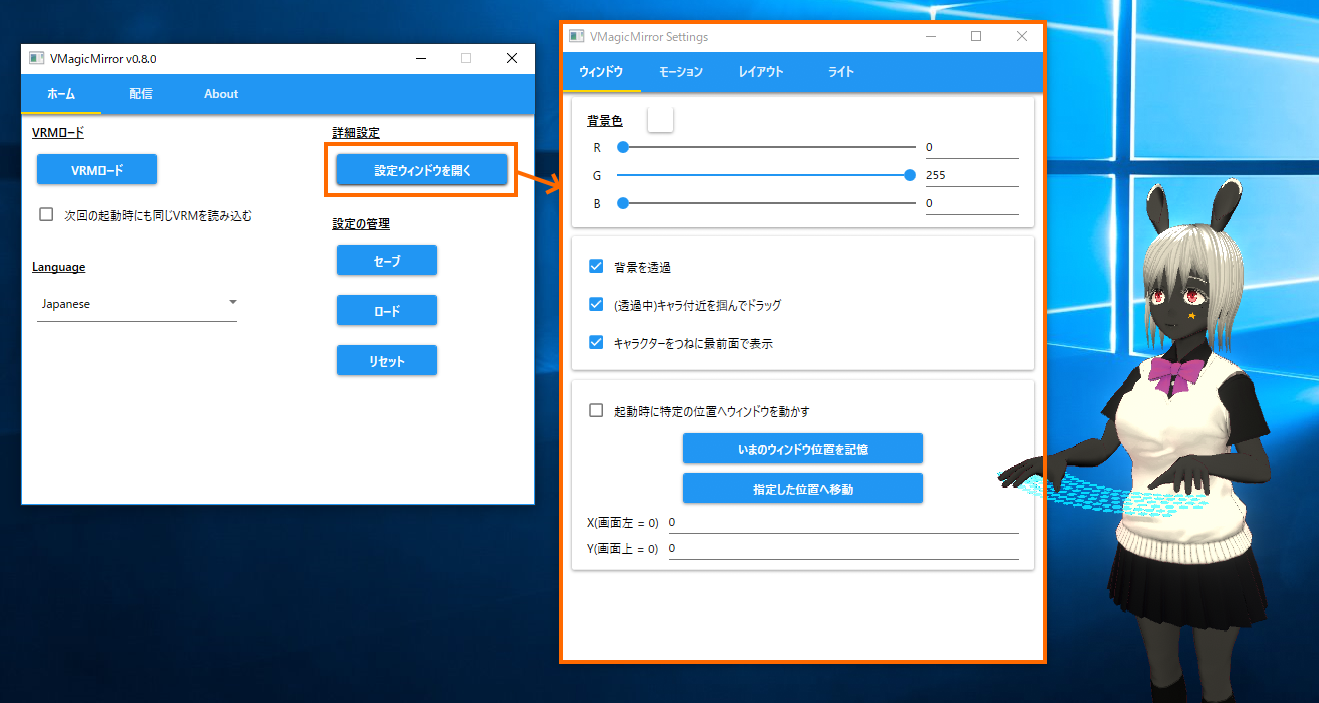 VMagicMirror v0.8.0
ホーム 配信 About
VRMロード
VRMロード
次回の起動時にも同じVRMを読み込む
Language
Japanese
詳細設定
設定ウィンドウを開く
設定の管理
セーブ
ロード
リセット
VMagicMirror Settings
ウィンドウ モーション レイアウト ライト
背景色
R 0
G 255
B 0
背景を透過
(透過中)キャラ付近を掴んでドラッグ
キャラクターをつねに最前面で表示
起動時に特定の位置へウィンドウを動かす
いまのウィンドウ位置を記憶
指定した位置へ移動
X(画面左 = 0) 0
Y(画面上 = 0) 0